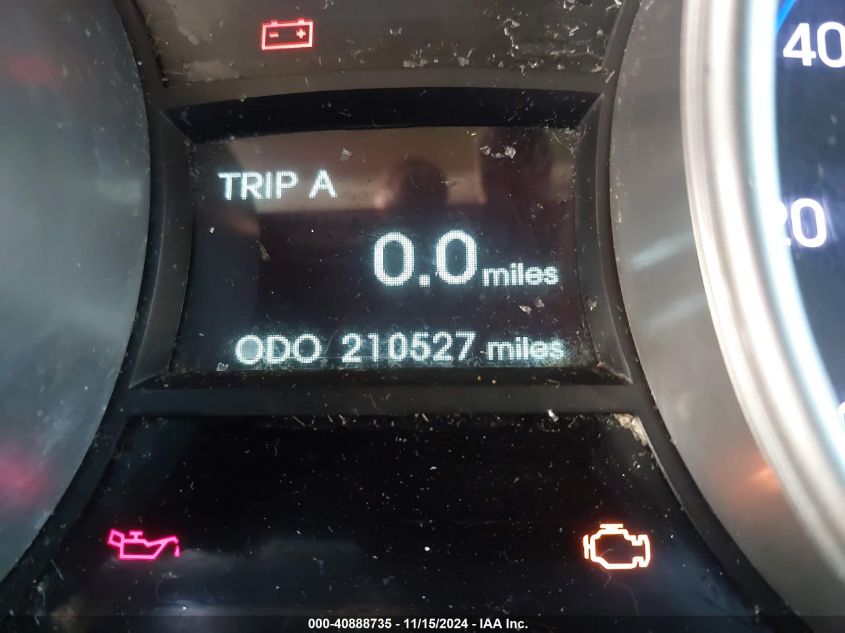 40
TRIP A
20
0.0 miles
ODO 210527 miles
000-40888735 - 11/15/2024 - IAA Inc.